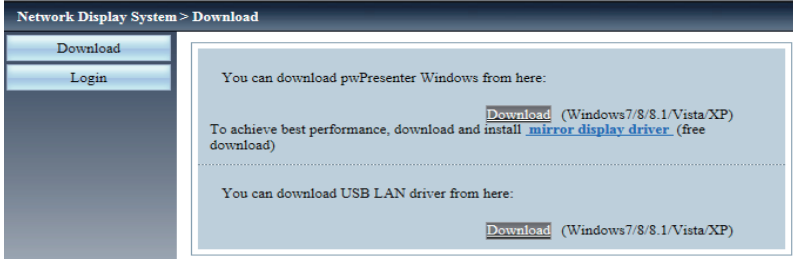 Network Display System > Download
Download
Login
You can download pwPresenter Windows from here:
Download (Windows7/8/8.1/Vista/XP)
To achieve best performance, download and install mirror display driver (free
download)
You can download USB LAN driver from here:
Download (Windows7/8/8.1/Vista/XP)